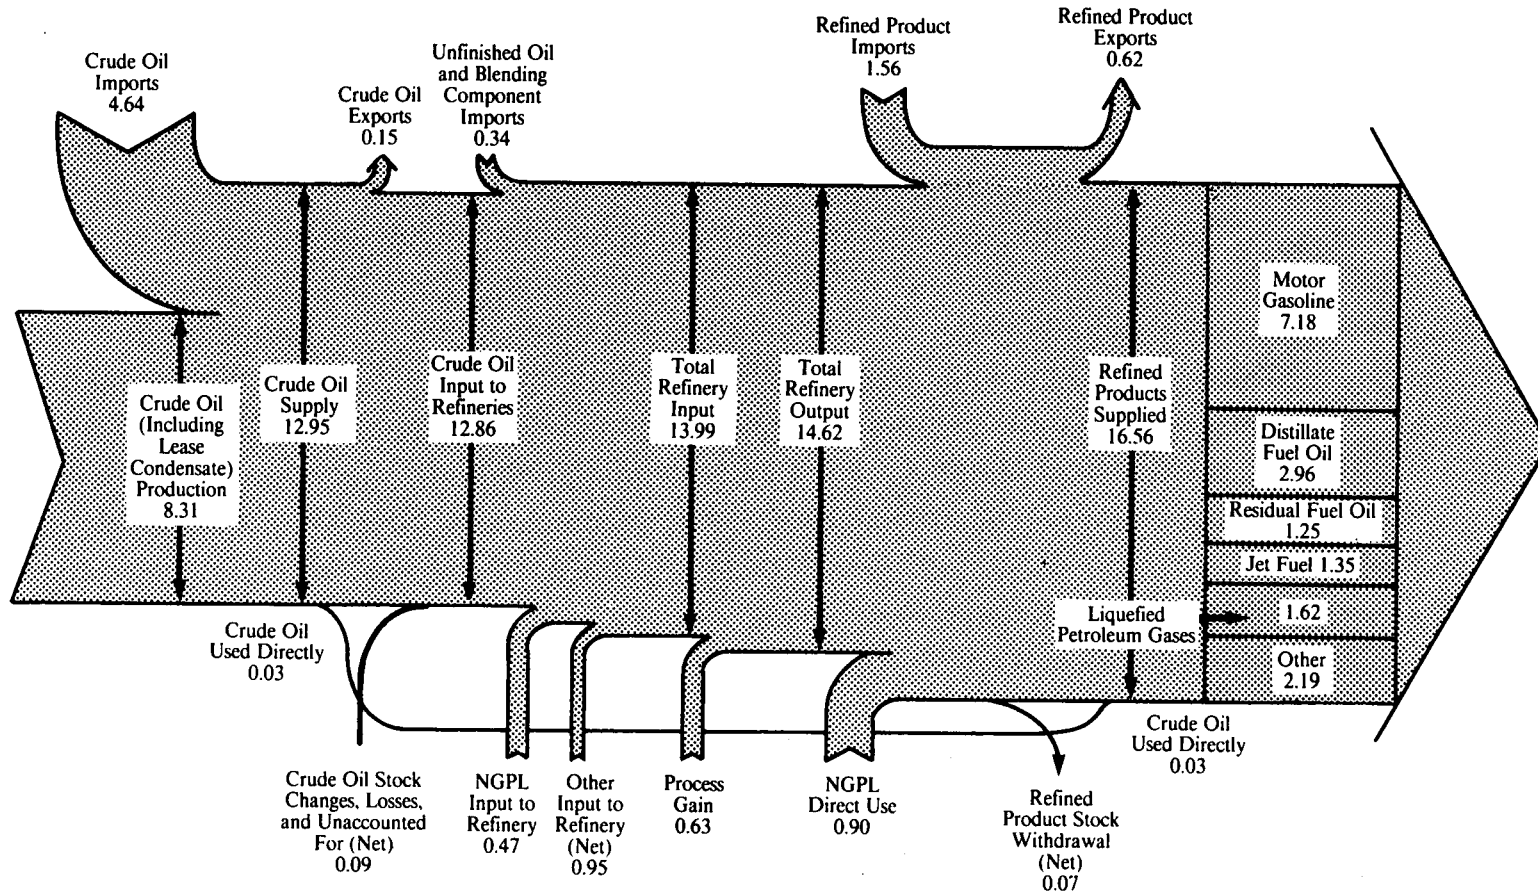 Crude Oil
Imports
4.64
Crude Oil
Exports
0.15
Unfinished Oil
and Blending
Component
Imports
0.34
Refined Product
Imports
1.56
Refined Product
Exports
0.62
Crude Oil
(Including
Lease
Condensate)
Production
8.31
Crude Oil
Supply
12.95
Crude Oil
Input to
Refineries
12.86
Total
Refinery
Input
13.99
Total
Refinery
Output
14.62
Refined
Products
Supplied
16.56
Motor
Gasoline
7.18
Distillate
Fuel Oil
2.96
Residual Fuel Oil
1.25
Jet Fuel 1.35
Liquefied
Petroleum Gases
1.62
Other
2.19
Crude Oil
Used Directly
0.03
Crude Oil Stock
Changes, Losses,
and Unaccounted
For (Net)
0.09
NGPL
Input to
Refinery
0.47
Other
Input to
Refinery
(Net)
0.95
Process
Gain
0.63
NGPL
Direct Use
0.90
Refined
Product Stock
Withdrawal
(Net)
0.07
Crude Oil
Used Directly
0.03